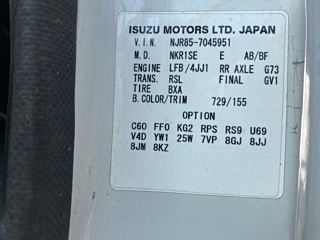 ISUZU MOTORS LTD. JAPAN
V.I.N. NJR85-7045951
M.D. NKR1SE E AB/BF
ENGINE LFB/4JJ1 RR AXLE G73
TRANS. RSL FINAL GV1
TIRE BXA
B.COLOR/TRIM 729/155
OPTION
C60 FF0 KG2 RPS RS9 U69
V4D YW1 25W 7VP 8GJ 8JJ
8JM 8KZ